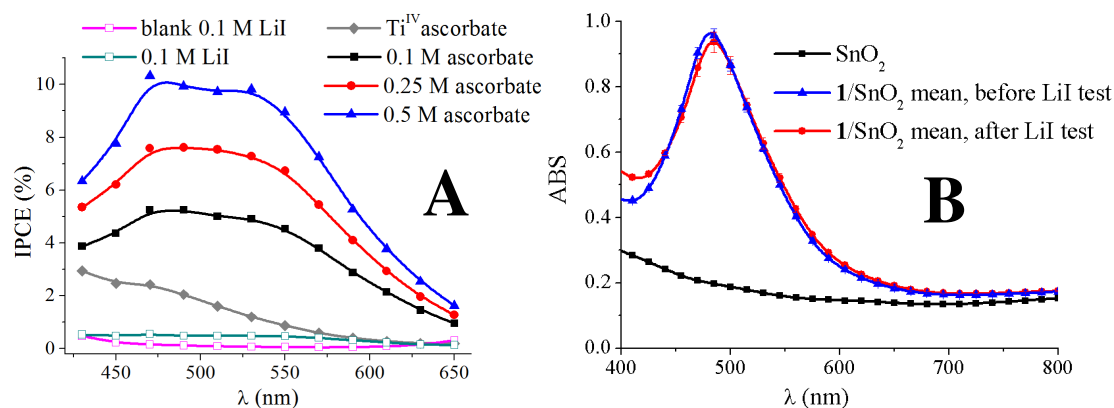 blank 0.1 M LiI
0.1 M LiI
Ti^IV ascorbate
0.1 M ascorbate
0.25 M ascorbate
0.5 M ascorbate
A
IPCE (%)
10
8
6
4
2
0
450 500 550 600 650
λ (nm)
SnO₂
1/SnO₂ mean, before LiI test
1/SnO₂ mean, after LiI test
B
ABS
1.0
0.8
0.6
0.4
0.2
0.0
400 500 600 700 800
λ (nm)